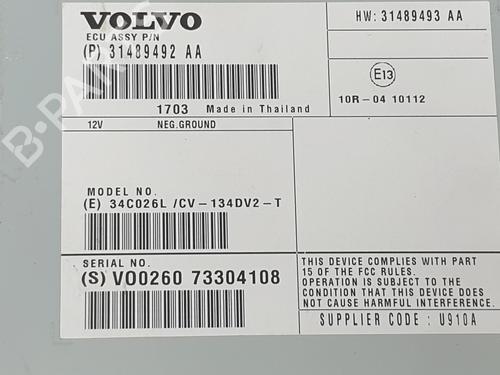 VOLVO
ECU ASSY P/N
(P) 31489492 AA
HW: 31489493 AA
E13
10R-04 10112
1703 Made in Thailand
12V NEG.GROUND
MODEL NO.
(E) 34C026L /CV-134DV2-T
SERIAL NO.
(S) V00260 73304108
THIS DEVICE COMPLIES WITH PART
15 OF THE FCC RULES.
OPERATION IS SUBJECT TO THE
CONDITION THAT THIS DEVICE DOES
NOT CAUSE HARMFUL INTERFERENCE.
SUPPLIER CODE : U910A
B-PARTS